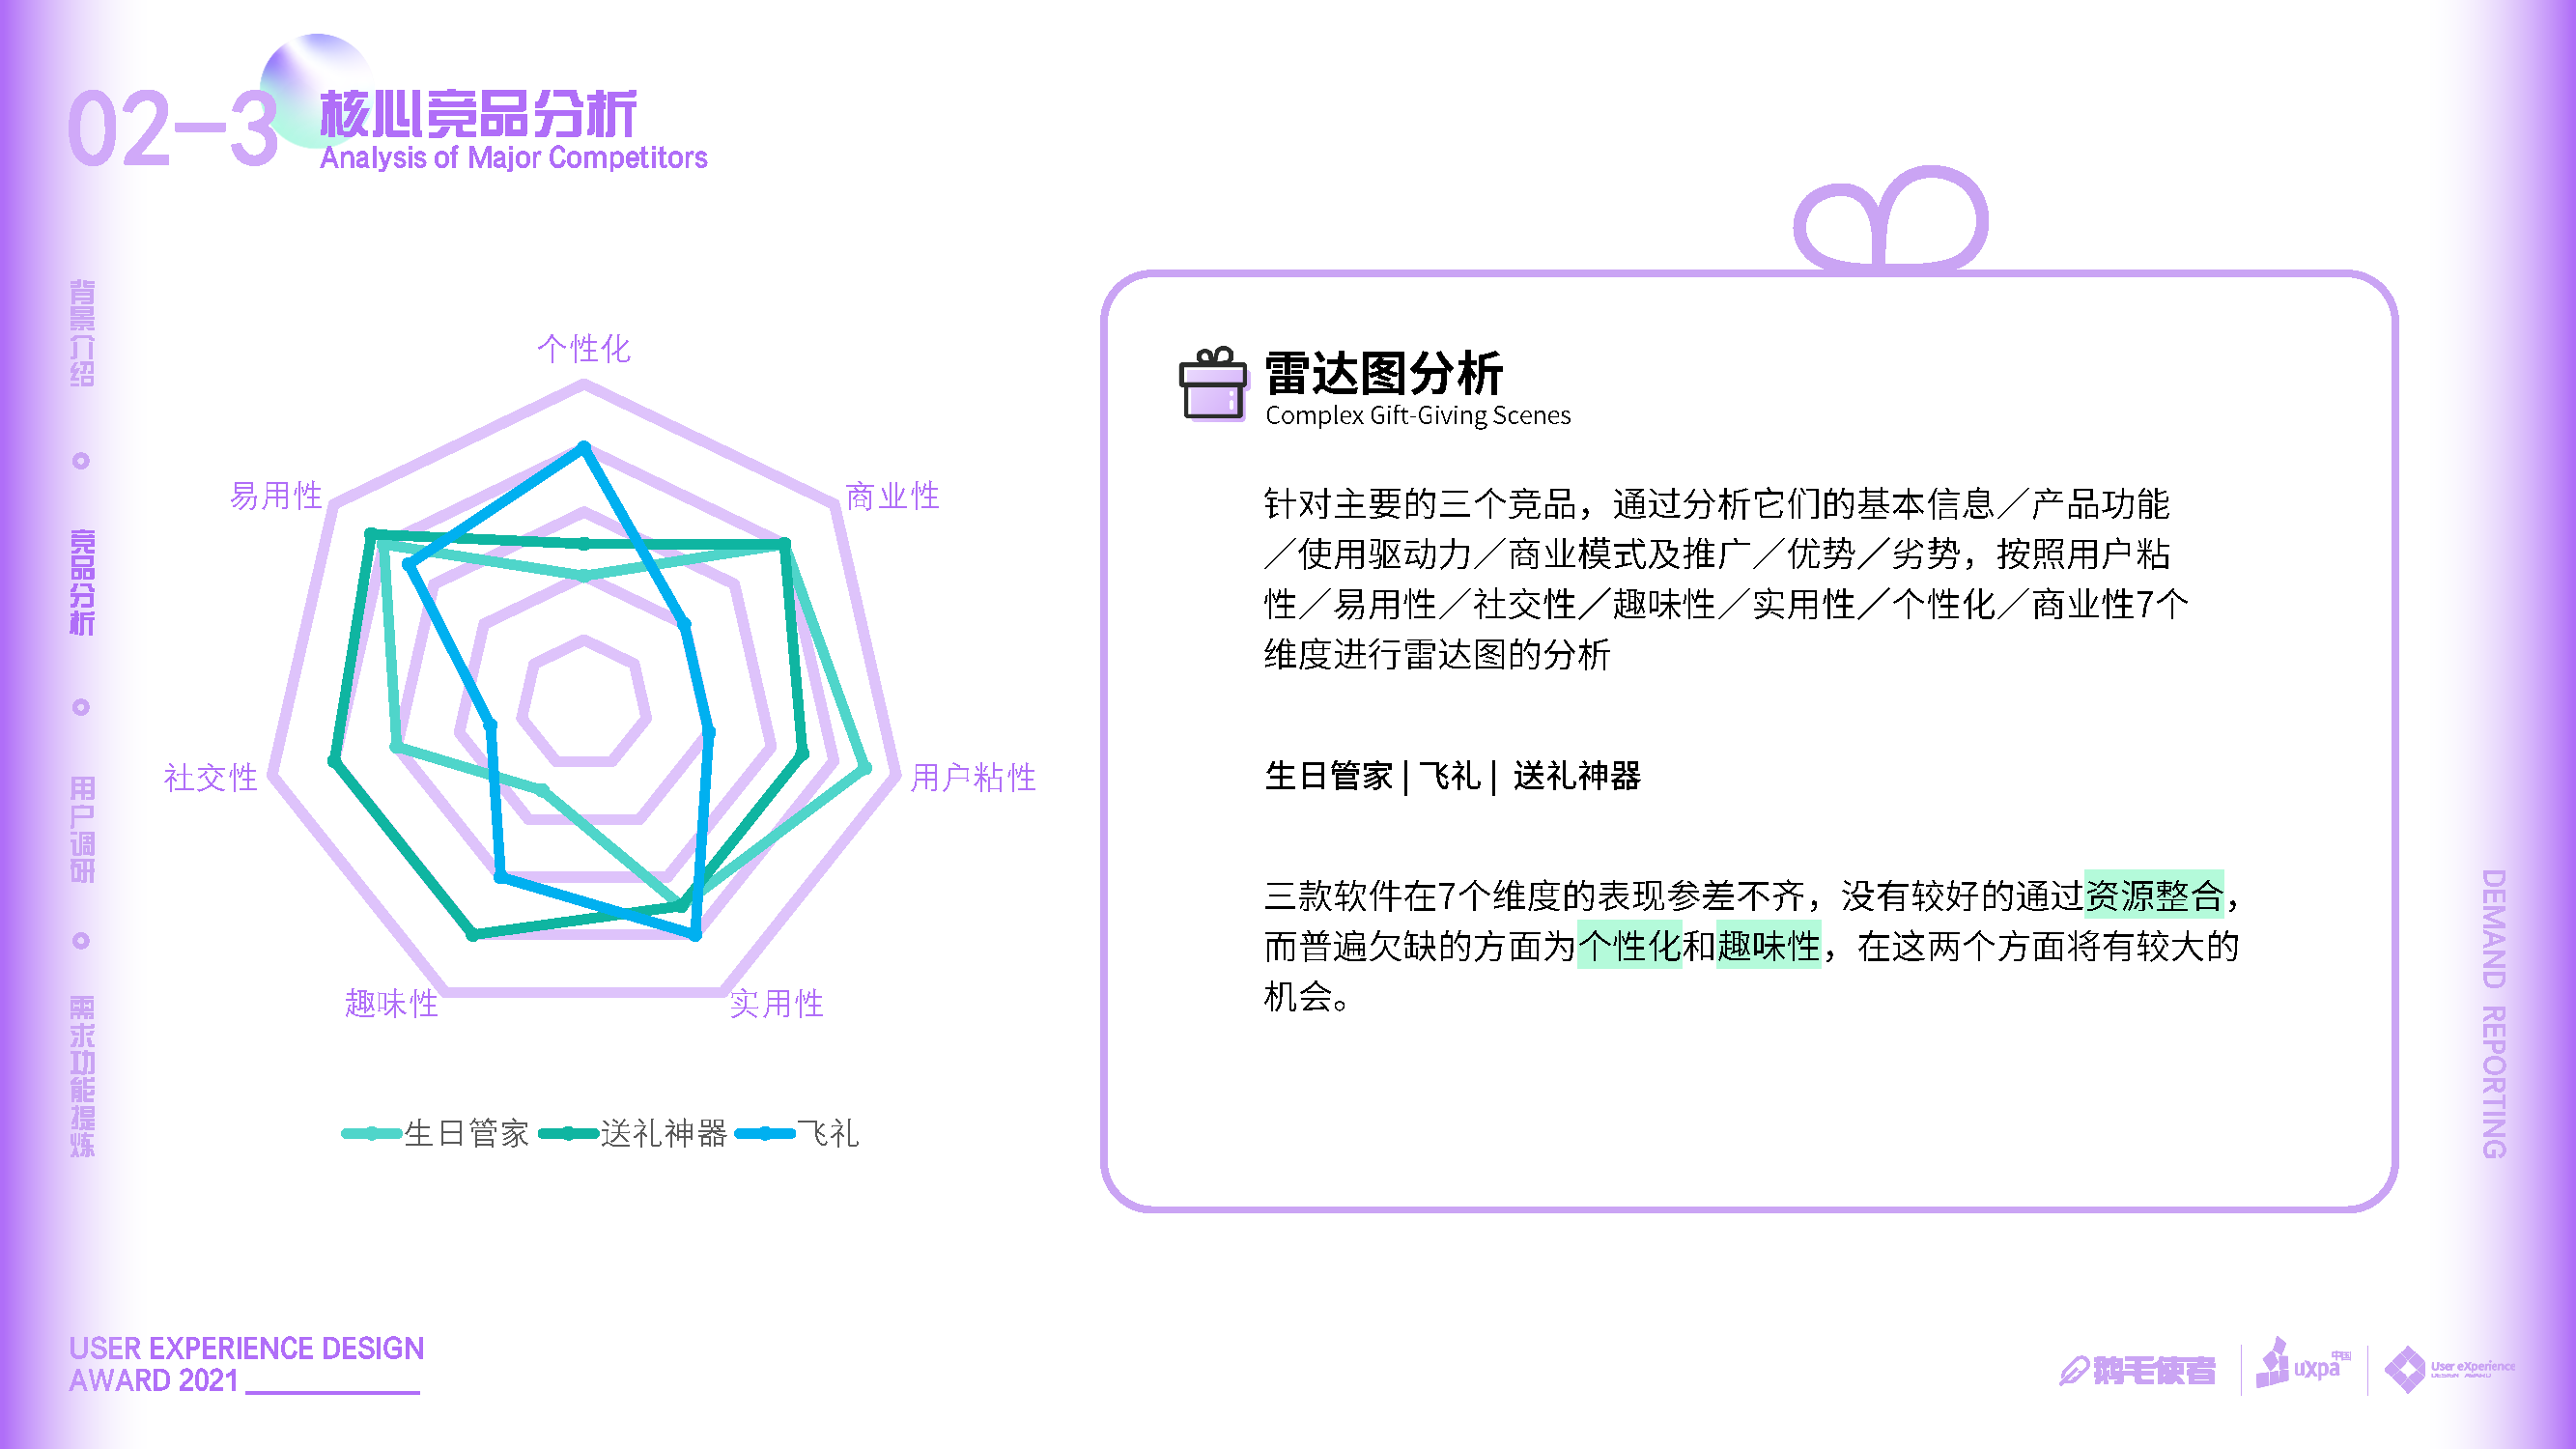 02-3
核心竞品分析
Analysis of Major Competitors
背景介绍
竞品分析
用户调研
需求功能提炼
个性化
易用性
商业性
社交性
用户粘性
趣味性
实用性
生日管家
送礼神器
飞礼
雷达图分析
Complex Gift-Giving Scenes
针对主要的三个竞品，通过分析它们的基本信息／产品功能
／使用驱动力／商业模式及推广／优势／劣势，按照用户粘
性／易用性／社交性／趣味性／实用性／个性化／商业性7个
维度进行雷达图的分析
生日管家 | 飞礼 | 送礼神器
三款软件在7个维度的表现参差不齐，没有较好的通过资源整合，
而普遍欠缺的方面为个性化和趣味性，在这两个方面将有较大的
机会。
DEMAND REPORTING
USER EXPERIENCE DESIGN
AWARD 2021
鹅毛使者
uxpa中国
User eXperience